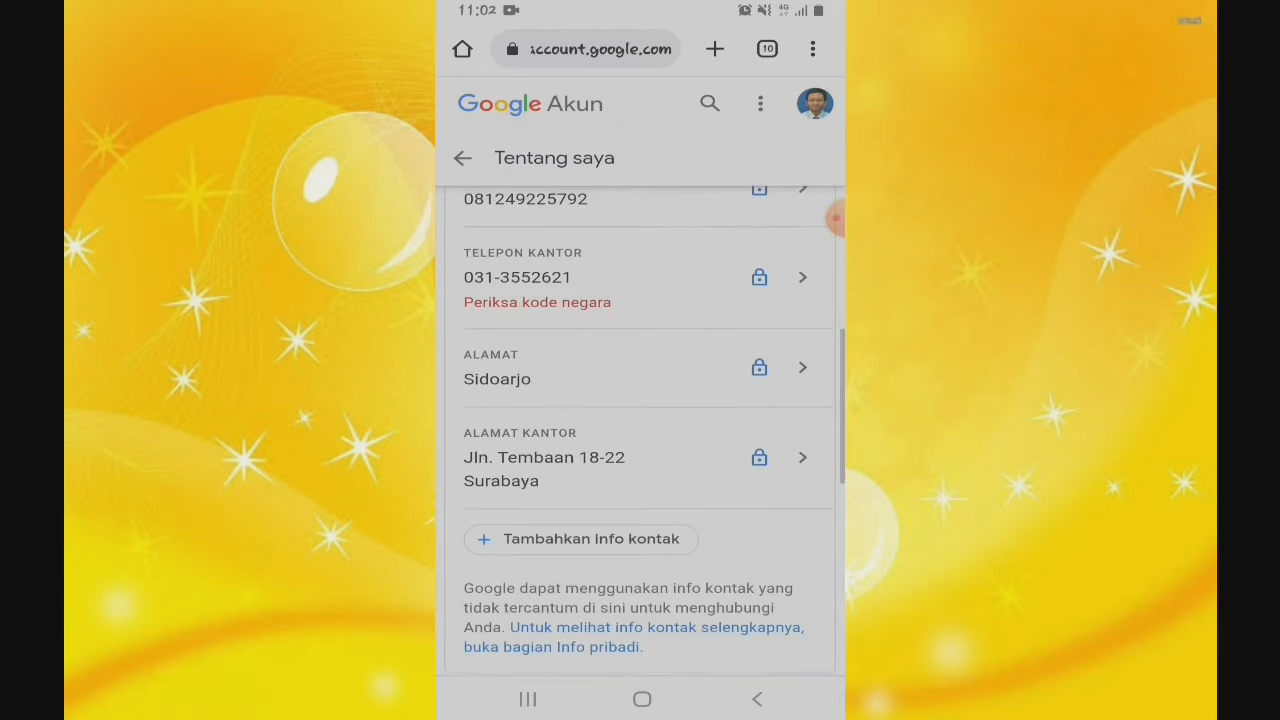 11:02
4G
account.google.com
10
Google Akun
Tentang saya
081249225792
TELEPON KANTOR
031-3552621
Periksa kode negara
ALAMAT
Sidoarjo
ALAMAT KANTOR
Jln. Tembaan 18-22
Surabaya
+ Tambahkan info kontak
Google dapat menggunakan info kontak yang
tidak tercantum di sini untuk menghubungi
Anda. Untuk melihat info kontak selengkapnya,
buka bagian Info pribadi.